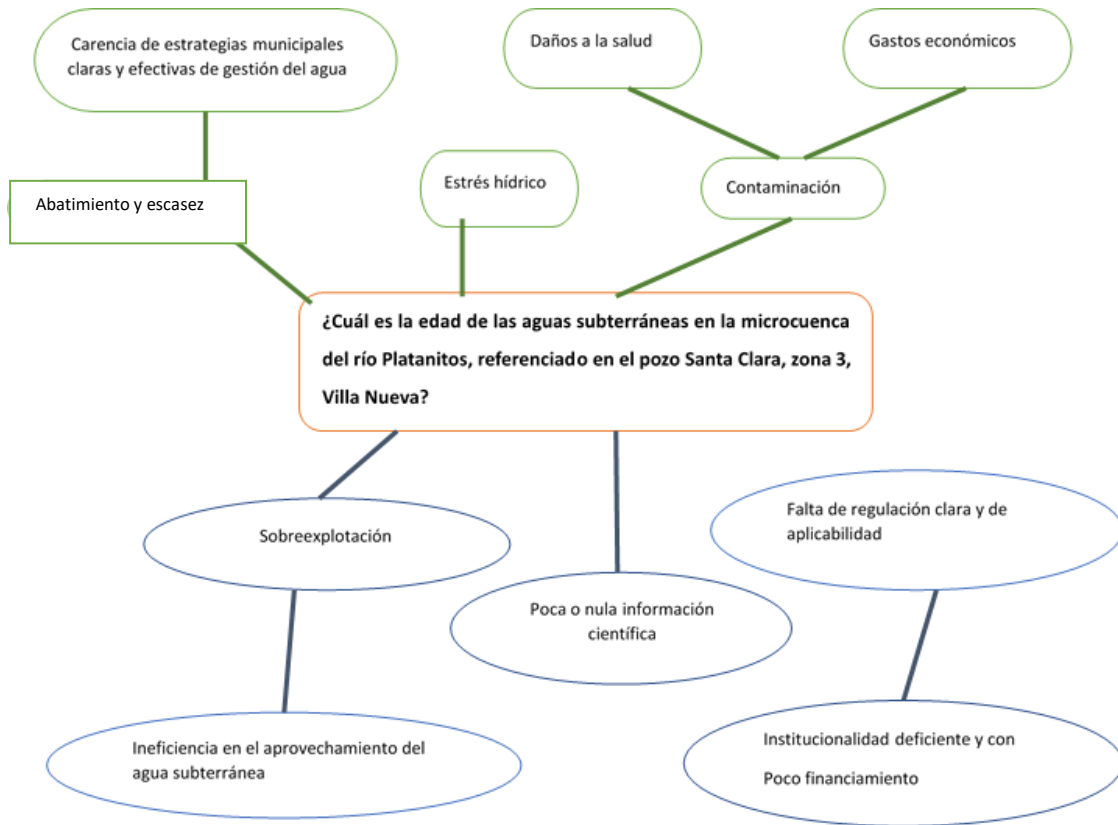 Carencia de estrategias municipales
claras y efectivas de gestión del agua
Daños a la salud
Gastos económicos
Abatimiento y escasez
Estrés hídrico
Contaminación
¿Cuál es la edad de las aguas subterráneas en la microcuenca
del río Platanitos, referenciado en el pozo Santa Clara, zona 3,
Villa Nueva?
Sobreexplotación
Poca o nula información
científica
Falta de regulación clara y de
aplicabilidad
Ineficiencia en el aprovechamiento del
agua subterránea
Institucionalidad deficiente y con
Poco financiamiento